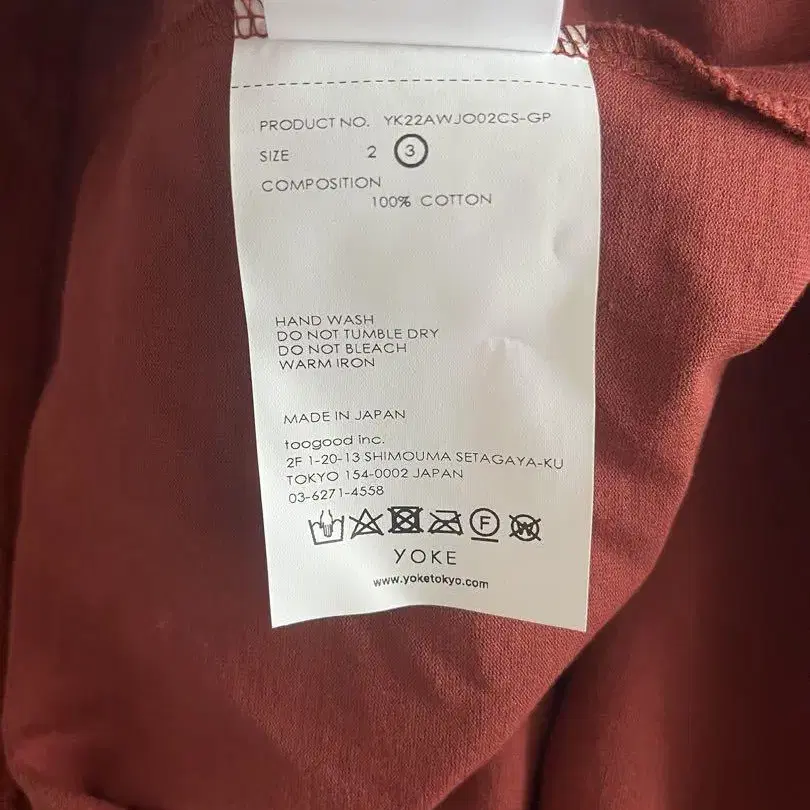 PRODUCT NO. YK22AWJO02CS-GP
SIZE 2 3
COMPOSITION
100% COTTON
HAND WASH
DO NOT TUMBLE DRY
DO NOT BLEACH
WARM IRON
MADE IN JAPAN
toogood inc.
2F 1-20-13 SHIMOUMA SETAGAYA-KU
TOKYO 154-0002 JAPAN
03-6271-4558
F W
YOKE
www.yoketokyo.com